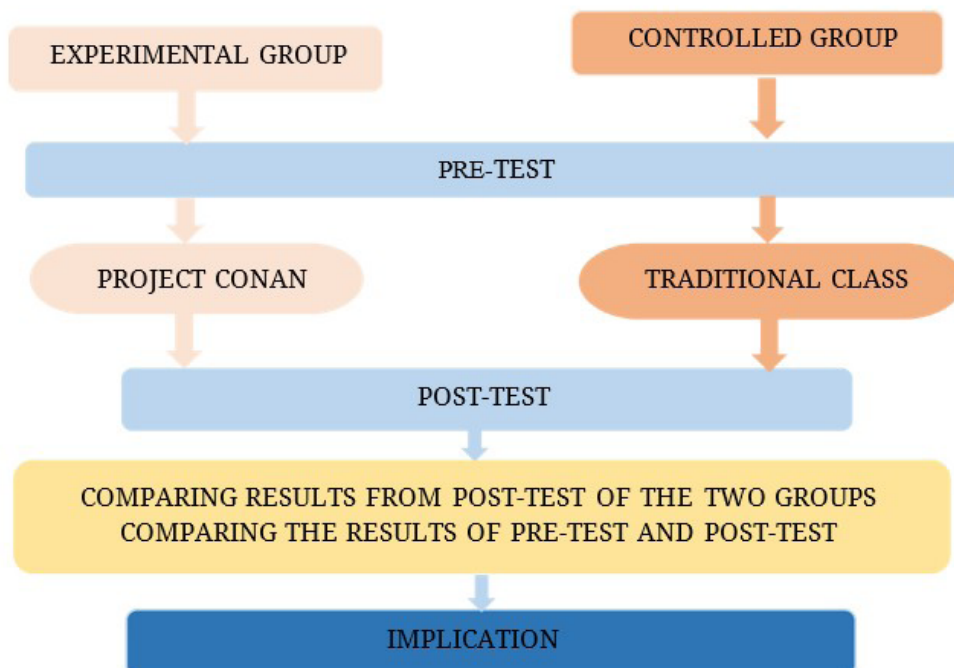 EXPERIMENTAL GROUP
CONTROLLED GROUP
PRE-TEST
PROJECT CONAN
TRADITIONAL CLASS
POST-TEST
COMPARING RESULTS FROM POST-TEST OF THE TWO GROUPS
COMPARING THE RESULTS OF PRE-TEST AND POST-TEST
IMPLICATION